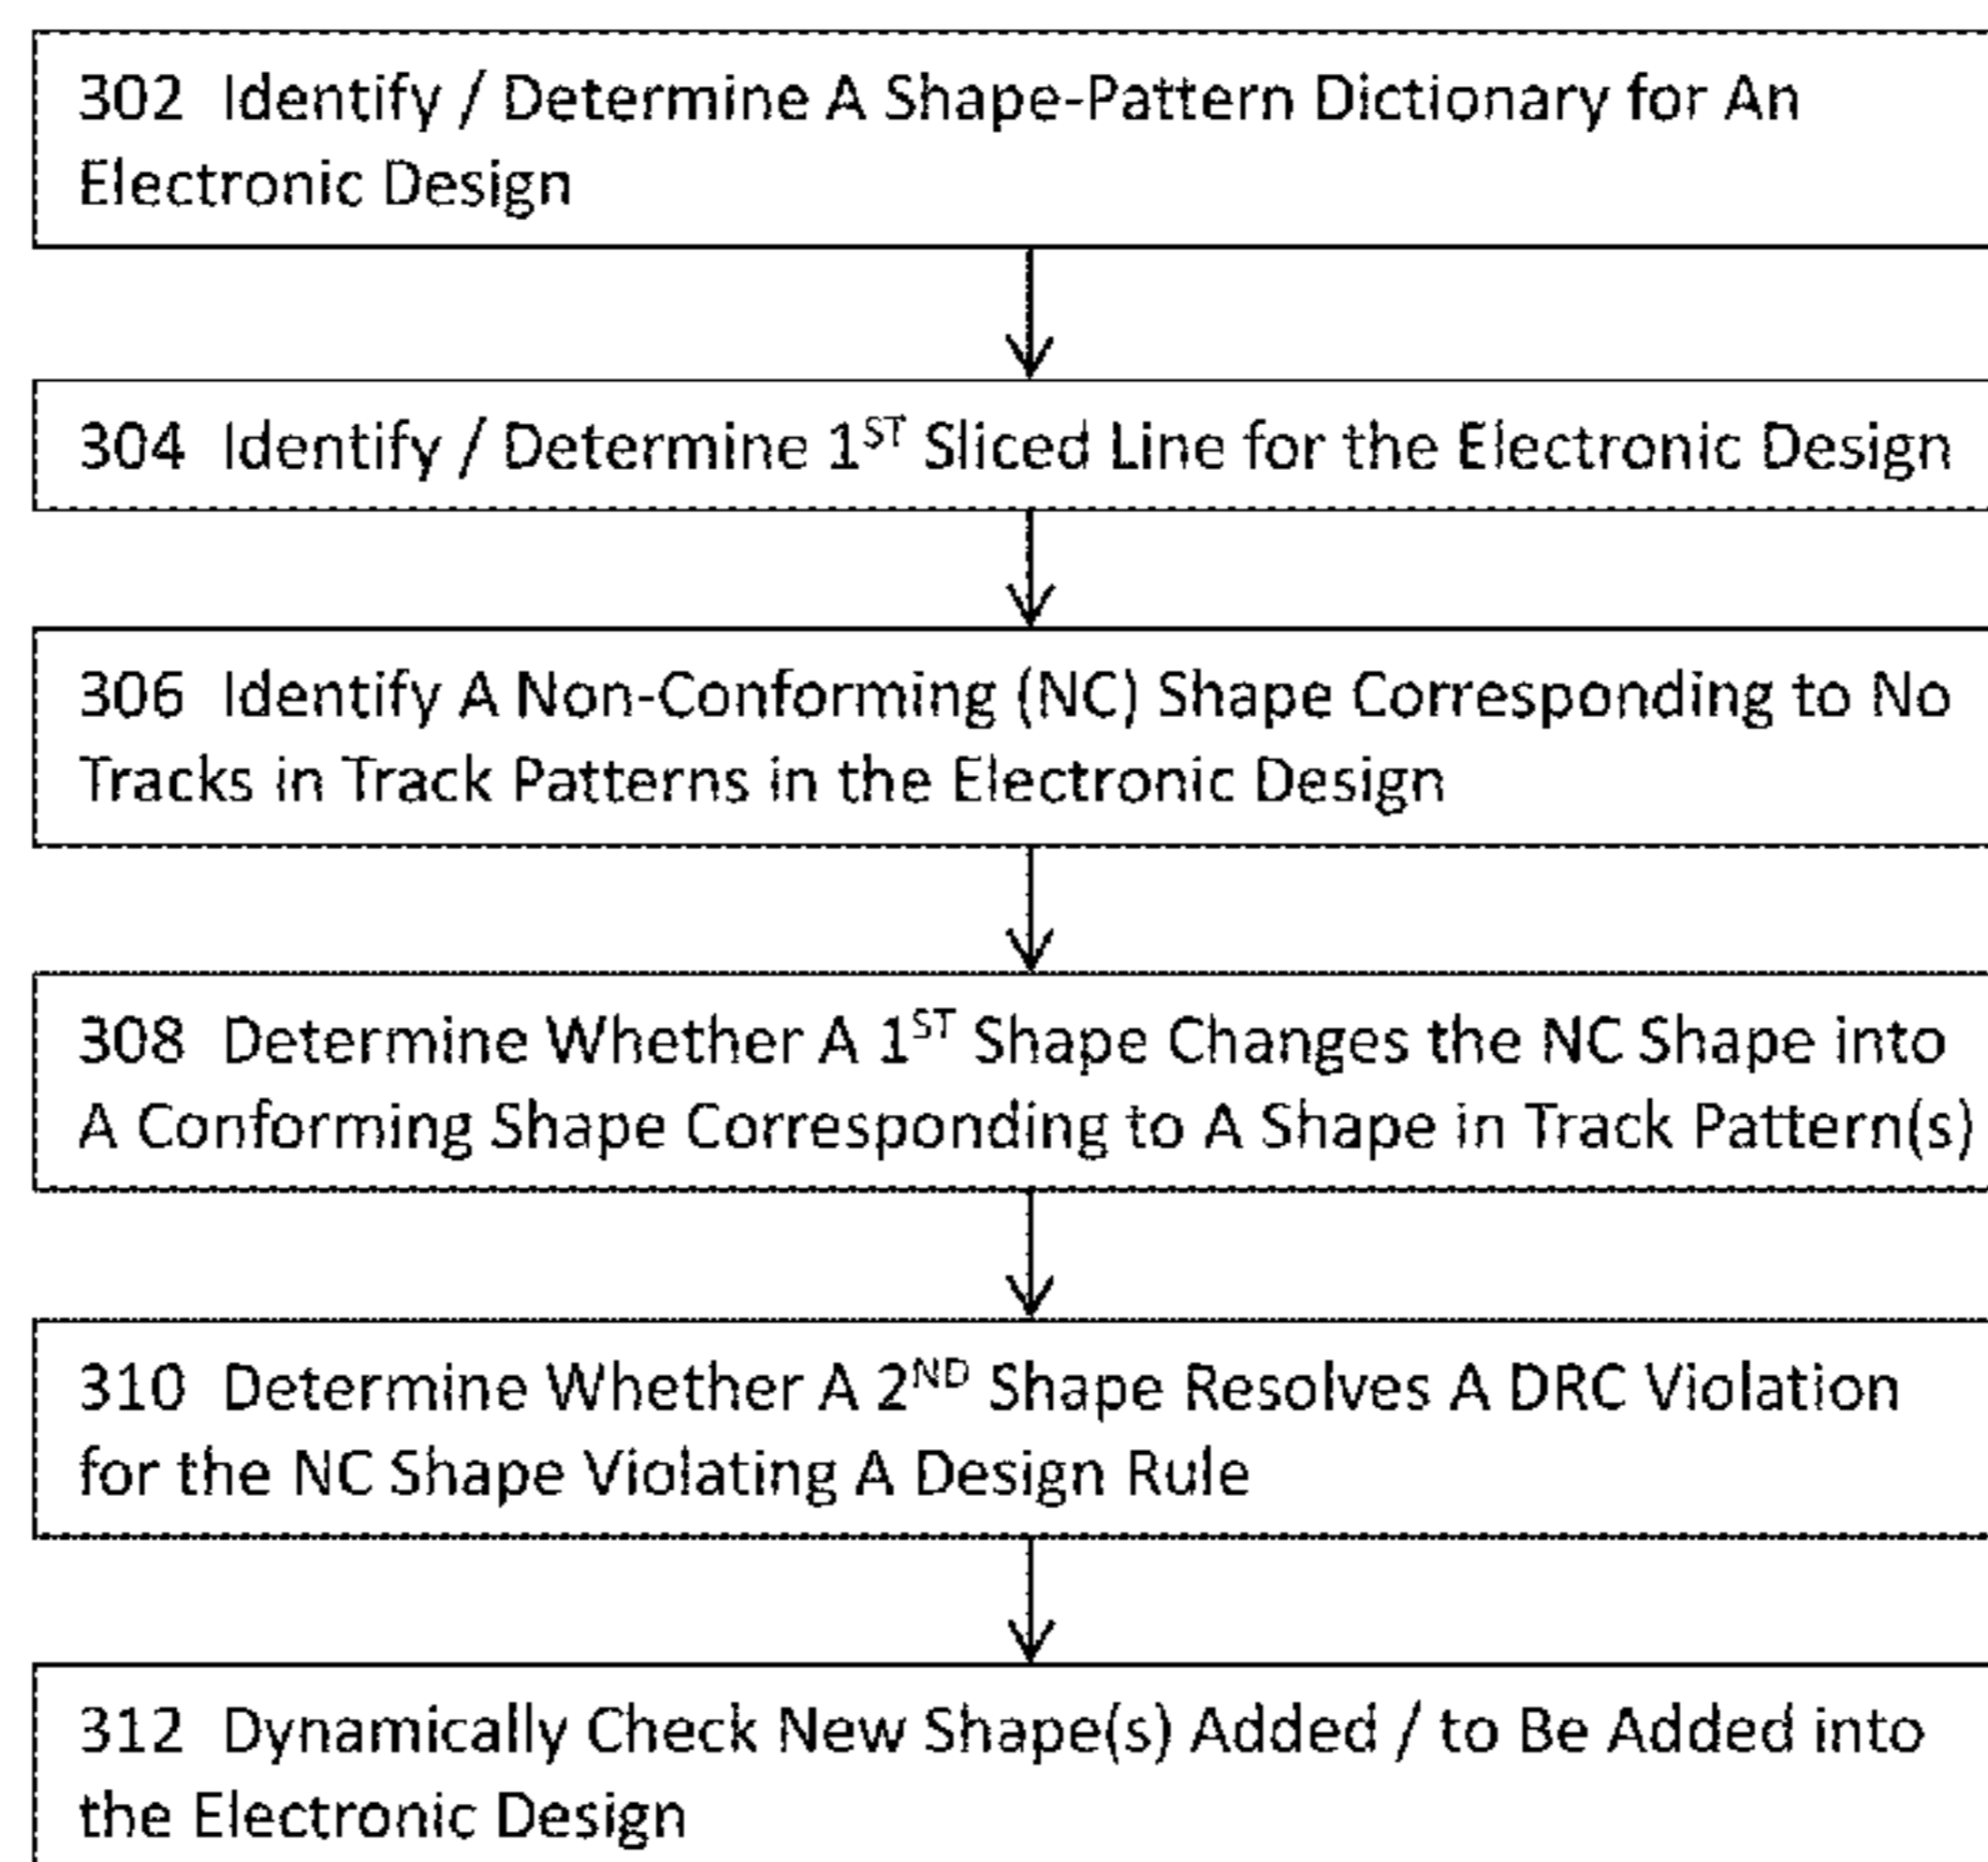 302 Identify / Determine A Shape-Pattern Dictionary for An
Electronic Design
304 Identify / Determine 1ST Sliced Line for the Electronic Design
306 Identify A Non-Conforming (NC) Shape Corresponding to No
Tracks in Track Patterns in the Electronic Design
308 Determine Whether A 1ST Shape Changes the NC Shape into
A Conforming Shape Corresponding to A Shape in Track Pattern(s)
310 Determine Whether A 2ND Shape Resolves A DRC Violation
for the NC Shape Violating A Design Rule
312 Dynamically Check New Shape(s) Added / to Be Added into
the Electronic Design